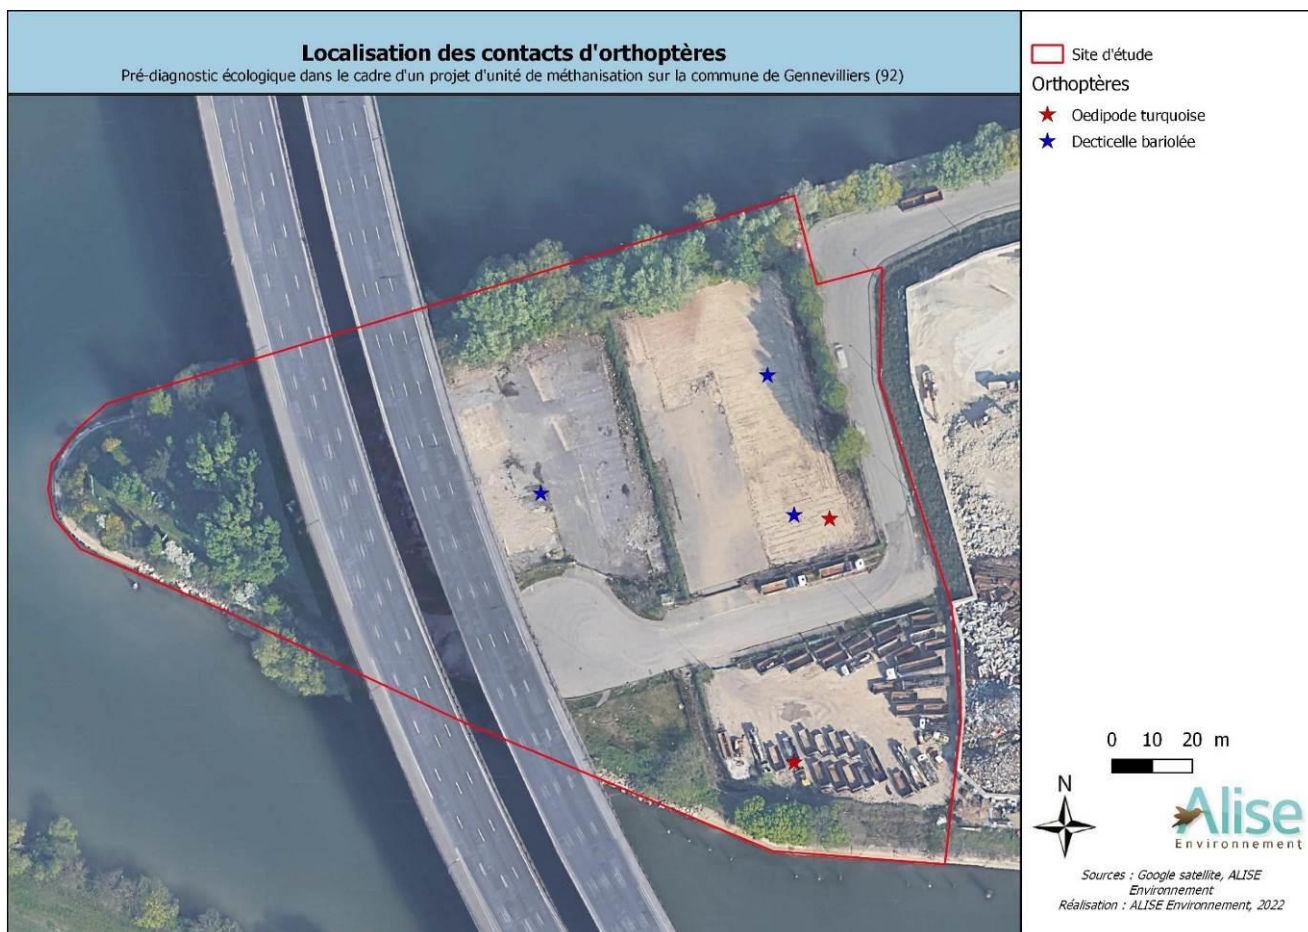 Localisation des contacts d'orthoptères
Pré-diagnostic écologique dans le cadre d'un projet d'unité de méthanisation sur la commune de Gennevilliers (92)
Site d'étude
Orthoptères
Oedipode turquoise
Decticelle bariolée
0 10 20 m
N
Alise
Environnement
Sources : Google satellite, ALISE
Environnement
Réalisation : ALISE Environnement, 2022